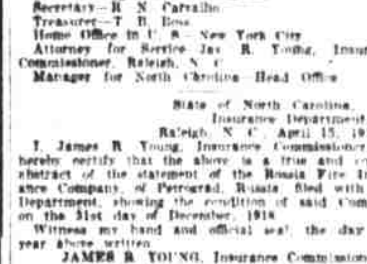 Secretary—R N Carvalho
Treasurer—T B Boss
Home Office in U. S—New York City
Attorney for Service Jas R. Young, Insur
Commissioner, Raleigh, N C
Manager for North Carolina Head Office
State of North Carolina,
Insurance Department
Raleigh, N C, April 15, 19
I, James R Young, Insurance Commissioner
hereby certify that the above is a true and co
abstract of the statement of the Russia Fire In
ance Company, of Petrograd, Russia, filed with
Department, showing the condition of said Com
on the 31st day of December, 1918
Witness my hand and official seal, the day
year above written
JAMES R. YOUNG, Insurance Commission